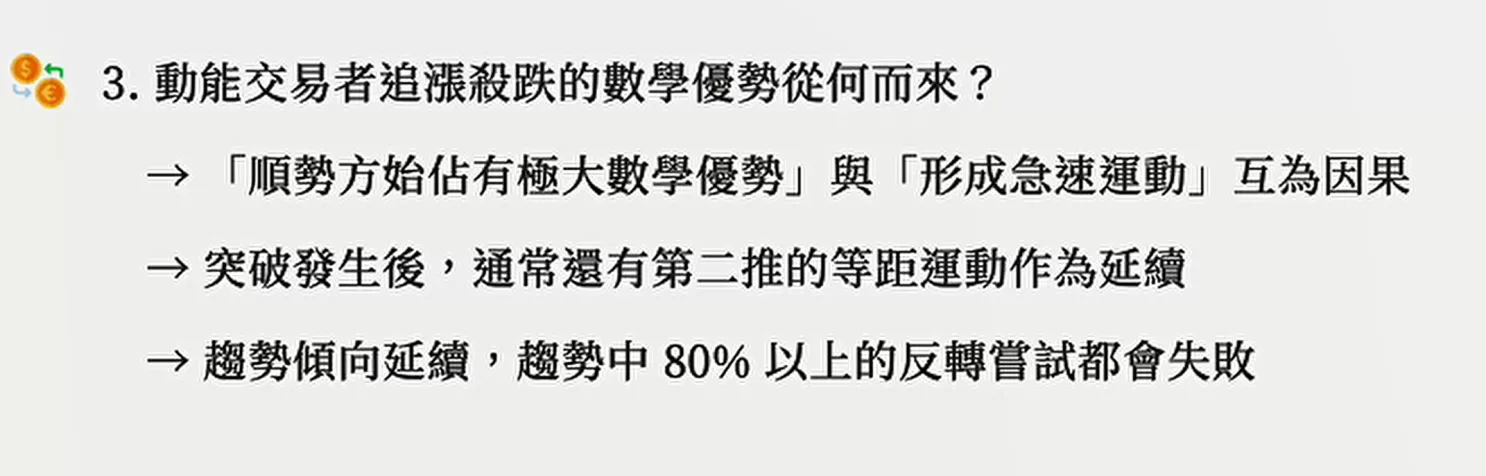 3. 動能交易者追漲殺跌的數學優勢從何而來？
→「順勢方始佔有極大數學優勢」與「形成急速運動」互為因果
→ 突破發生後，通常還有第二推的等距運動作為延續
→ 趨勢傾向延續，趨勢中 80% 以上的反轉嘗試都會失敗